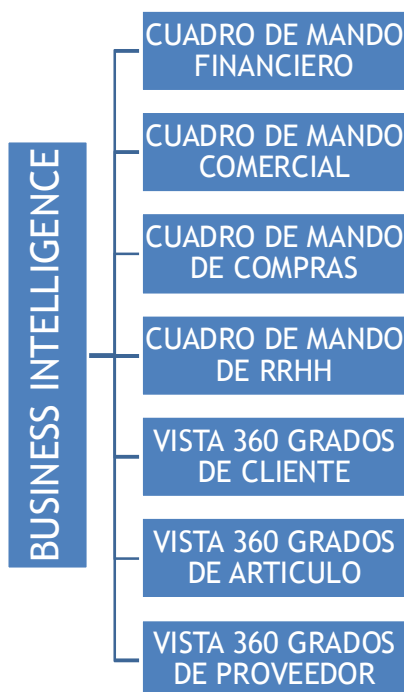 BUSINESS INTELLIGENCE
CUADRO DE MANDO
FINANCIERO
CUADRO DE MANDO
COMERCIAL
CUADRO DE MANDO
DE COMPRAS
CUADRO DE MANDO
DE RRHH
VISTA 360 GRADOS
DE CLIENTE
VISTA 360 GRADOS
DE ARTICULO
VISTA 360 GRADOS
DE PROVEEDOR